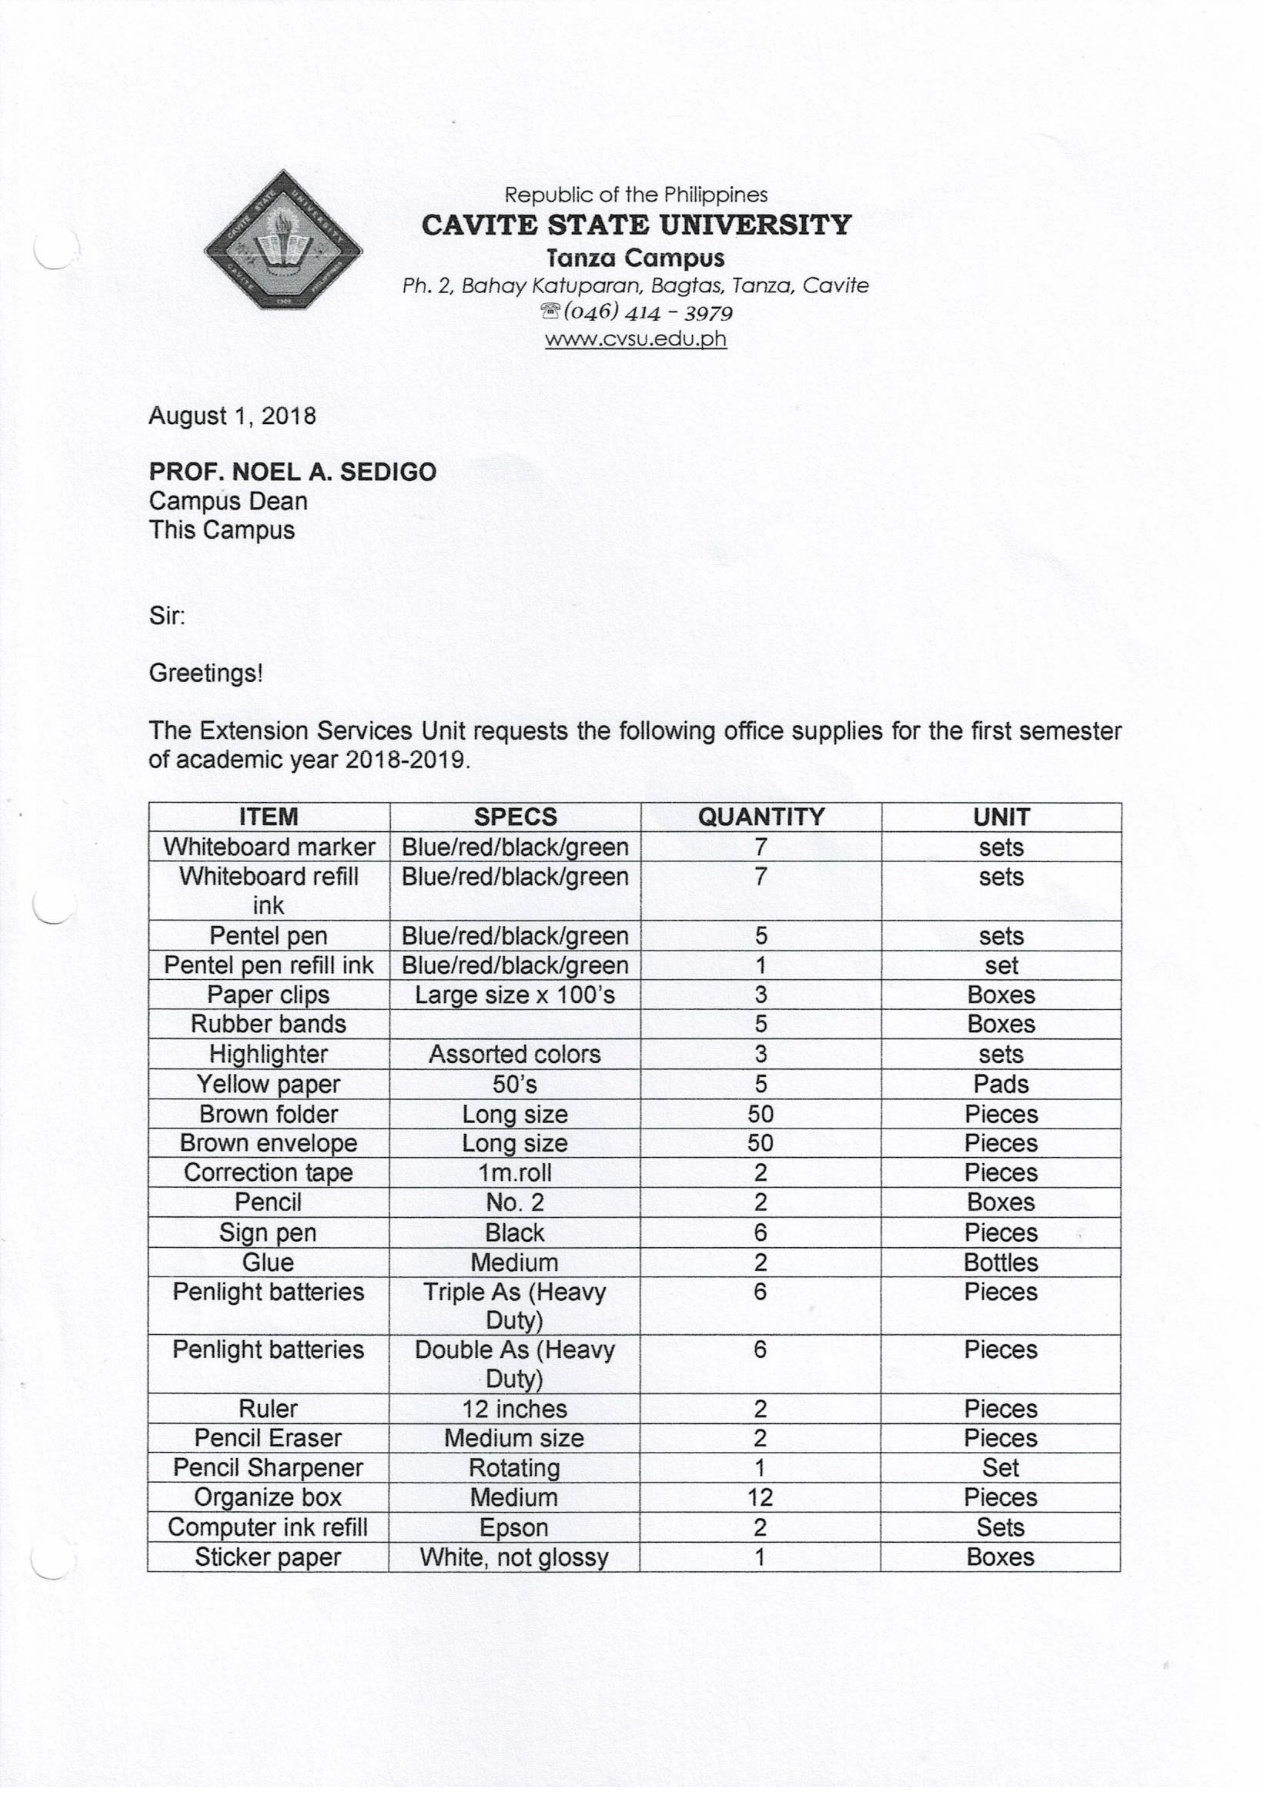 CAVITE STATE UNIVERSITY
CAVITE
PHILIPPINES
1906
Republic of the Philippines
CAVITE STATE UNIVERSITY
Tanza Campus
Ph. 2, Bahay Katuparan, Bagtas, Tanza, Cavite
☏(046) 414 - 3979
www.cvsu.edu.ph
August 1, 2018
PROF. NOEL A. SEDIGO
Campus Dean
This Campus
Sir:
Greetings!
The Extension Services Unit requests the following office supplies for the first semester
of academic year 2018-2019.
ITEM SPECS QUANTITY UNIT
Whiteboard marker Blue/red/black/green 7 sets
Whiteboard refill Blue/red/black/green 7 sets
ink
Pentel pen Blue/red/black/green 5 sets
Pentel pen refill ink Blue/red/black/green 1 set
Paper clips Large size x 100's 3 Boxes
Rubber bands 5 Boxes
Highlighter Assorted colors 3 sets
Yellow paper 50's 5 Pads
Brown folder Long size 50 Pieces
Brown envelope Long size 50 Pieces
Correction tape 1m.roll 2 Pieces
Pencil No. 2 2 Boxes
Sign pen Black 6 Pieces
Glue Medium 2 Bottles
Penlight batteries Triple As (Heavy 6 Pieces
Duty)
Penlight batteries Double As (Heavy 6 Pieces
Duty)
Ruler 12 inches 2 Pieces
Pencil Eraser Medium size 2 Pieces
Pencil Sharpener Rotating 1 Set
Organize box Medium 12 Pieces
Computer ink refill Epson 2 Sets
Sticker paper White, not glossy 1 Boxes